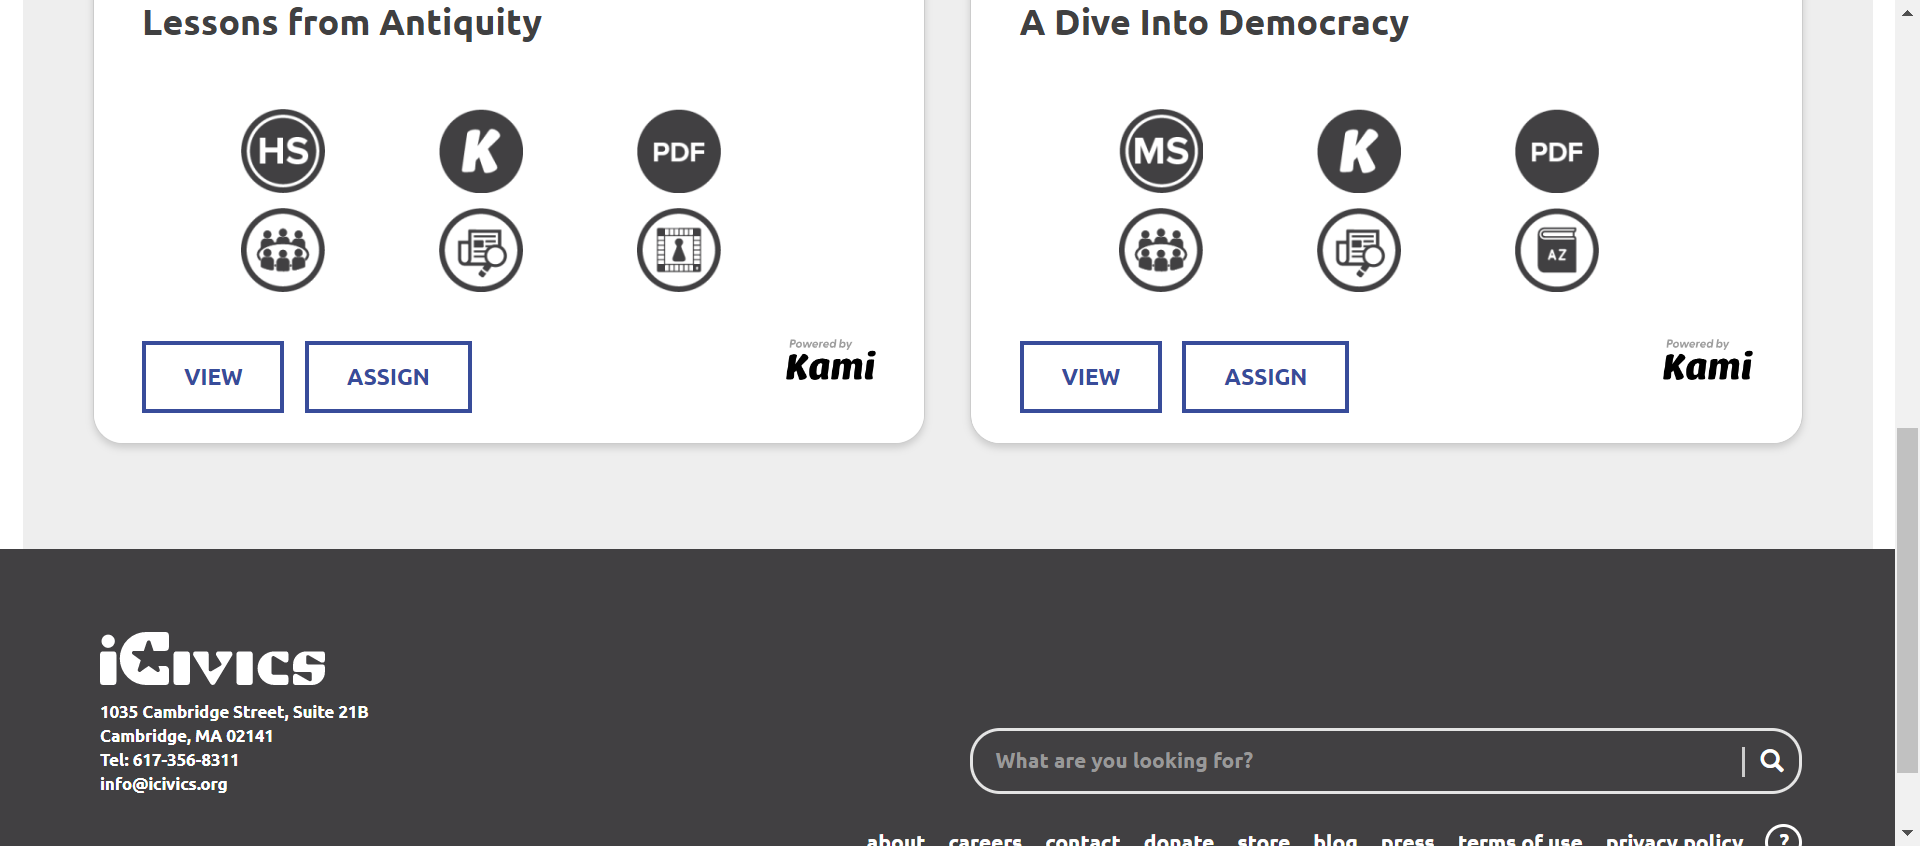 Lessons from Antiquity
HS
K
PDF
AZ
VIEW
ASSIGN
Powered by
Kami
A Dive Into Democracy
MS
K
PDF
AZ
VIEW
ASSIGN
Powered by
Kami
iCivics
1035 Cambridge Street, Suite 21B
Cambridge, MA 02141
Tel: 617-356-8311
info@icivics.org
What are you looking for?
about careers contact donate store blog press terms of use privacy policy ?